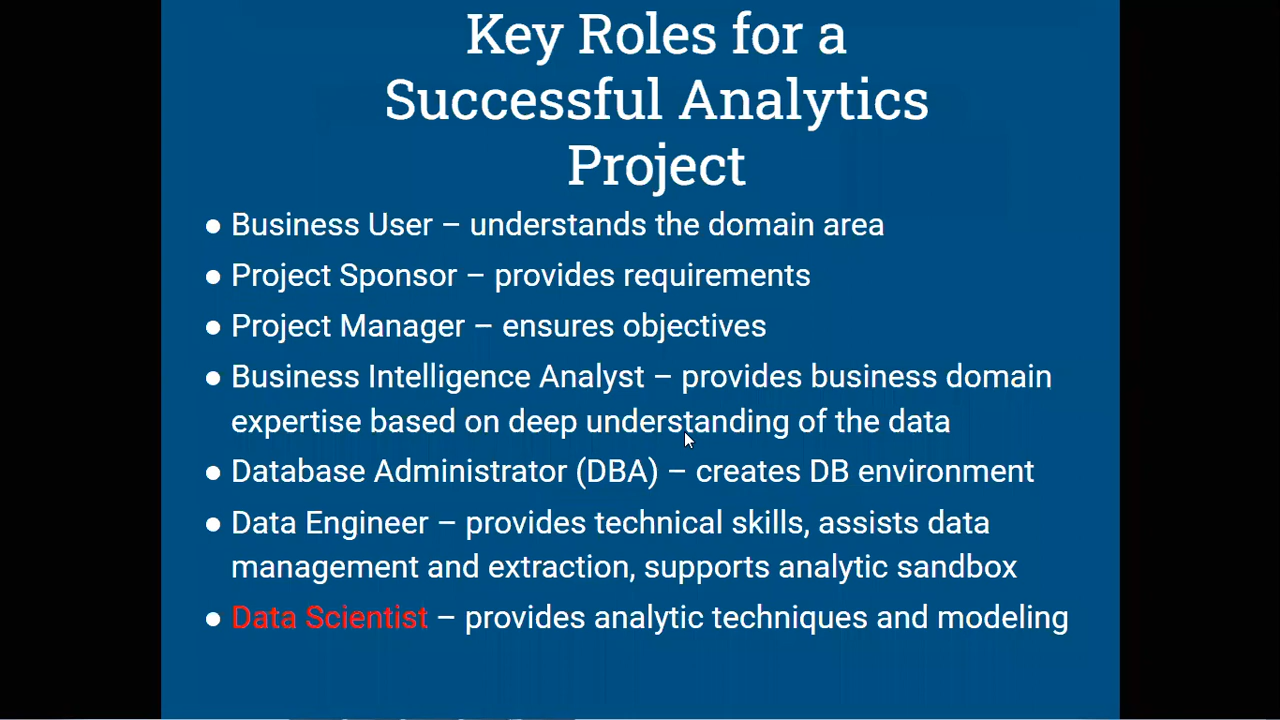 Key Roles for a
Successful Analytics
Project
● Business User – understands the domain area
● Project Sponsor – provides requirements
● Project Manager – ensures objectives
● Business Intelligence Analyst – provides business domain
expertise based on deep understanding of the data
● Database Administrator (DBA) – creates DB environment
● Data Engineer – provides technical skills, assists data
management and extraction, supports analytic sandbox
● Data Scientist – provides analytic techniques and modeling